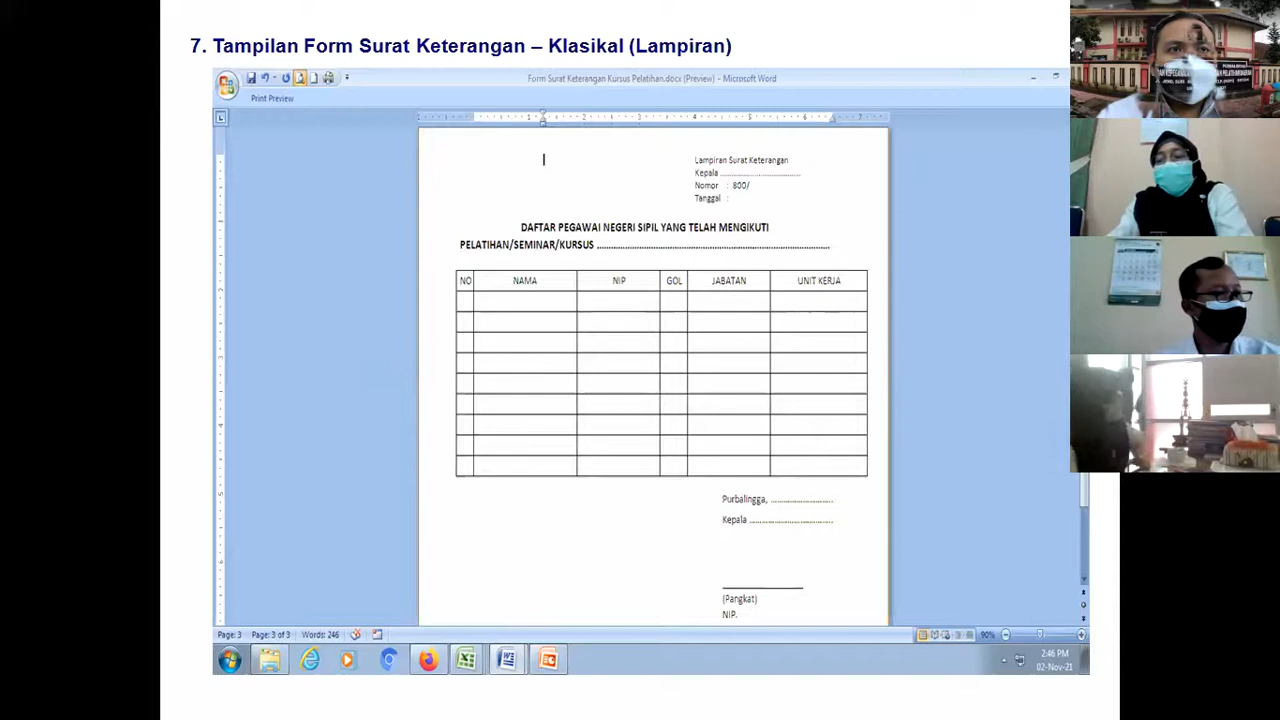 7. Tampilan Form Surat Keterangan – Klasikal (Lampiran)
Form Surat Keterangan Kursus Pelatihan.docx (Preview) - Microsoft Word
Print Preview
Lampiran Surat Keterangan
Kepala ..............................
Nomor : 800/
Tanggal :
DAFTAR PEGAWAI NEGERI SIPIL YANG TELAH MENGIKUTI
PELATIHAN/SEMINAR/KURSUS ..............................................................................
NO NAMA NIP GOL JABATAN UNIT KERJA
Purbalingga, .......................
Kepala ..............................
(Pangkat)
NIP.
Page: 3 Page: 3 of 3 Words: 246 90%
2:46 PM
02-Nov-21